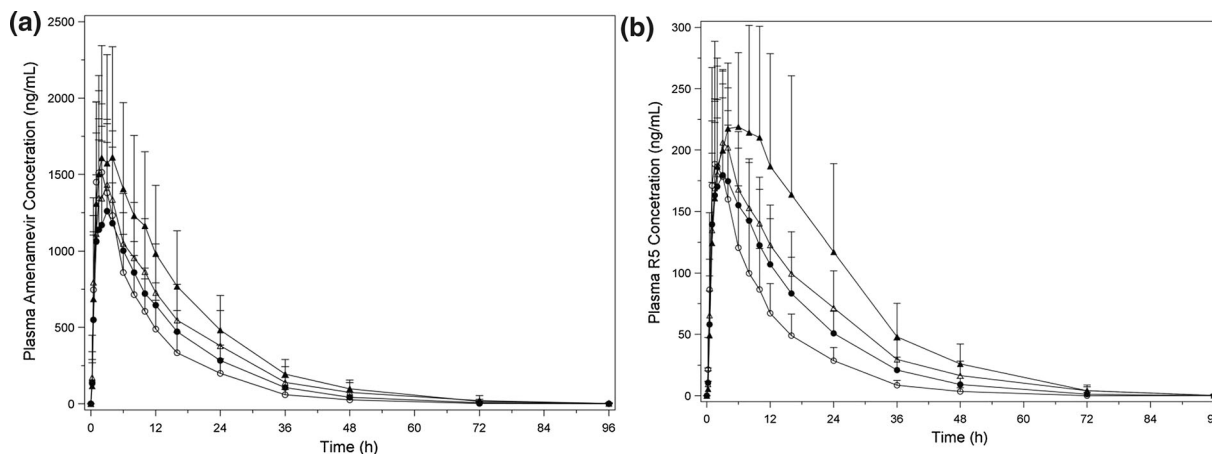 (a)
Plasma Amenamevir Concetration (ng/mL)
2500
2000
1500
1000
500
0
0 12 24 36 48 60 72 84 96
Time (h)
(b)
Plasma R5 Concetration (ng/mL)
300
250
200
150
100
50
0
0 12 24 36 48 60 72 84 96
Time (h)